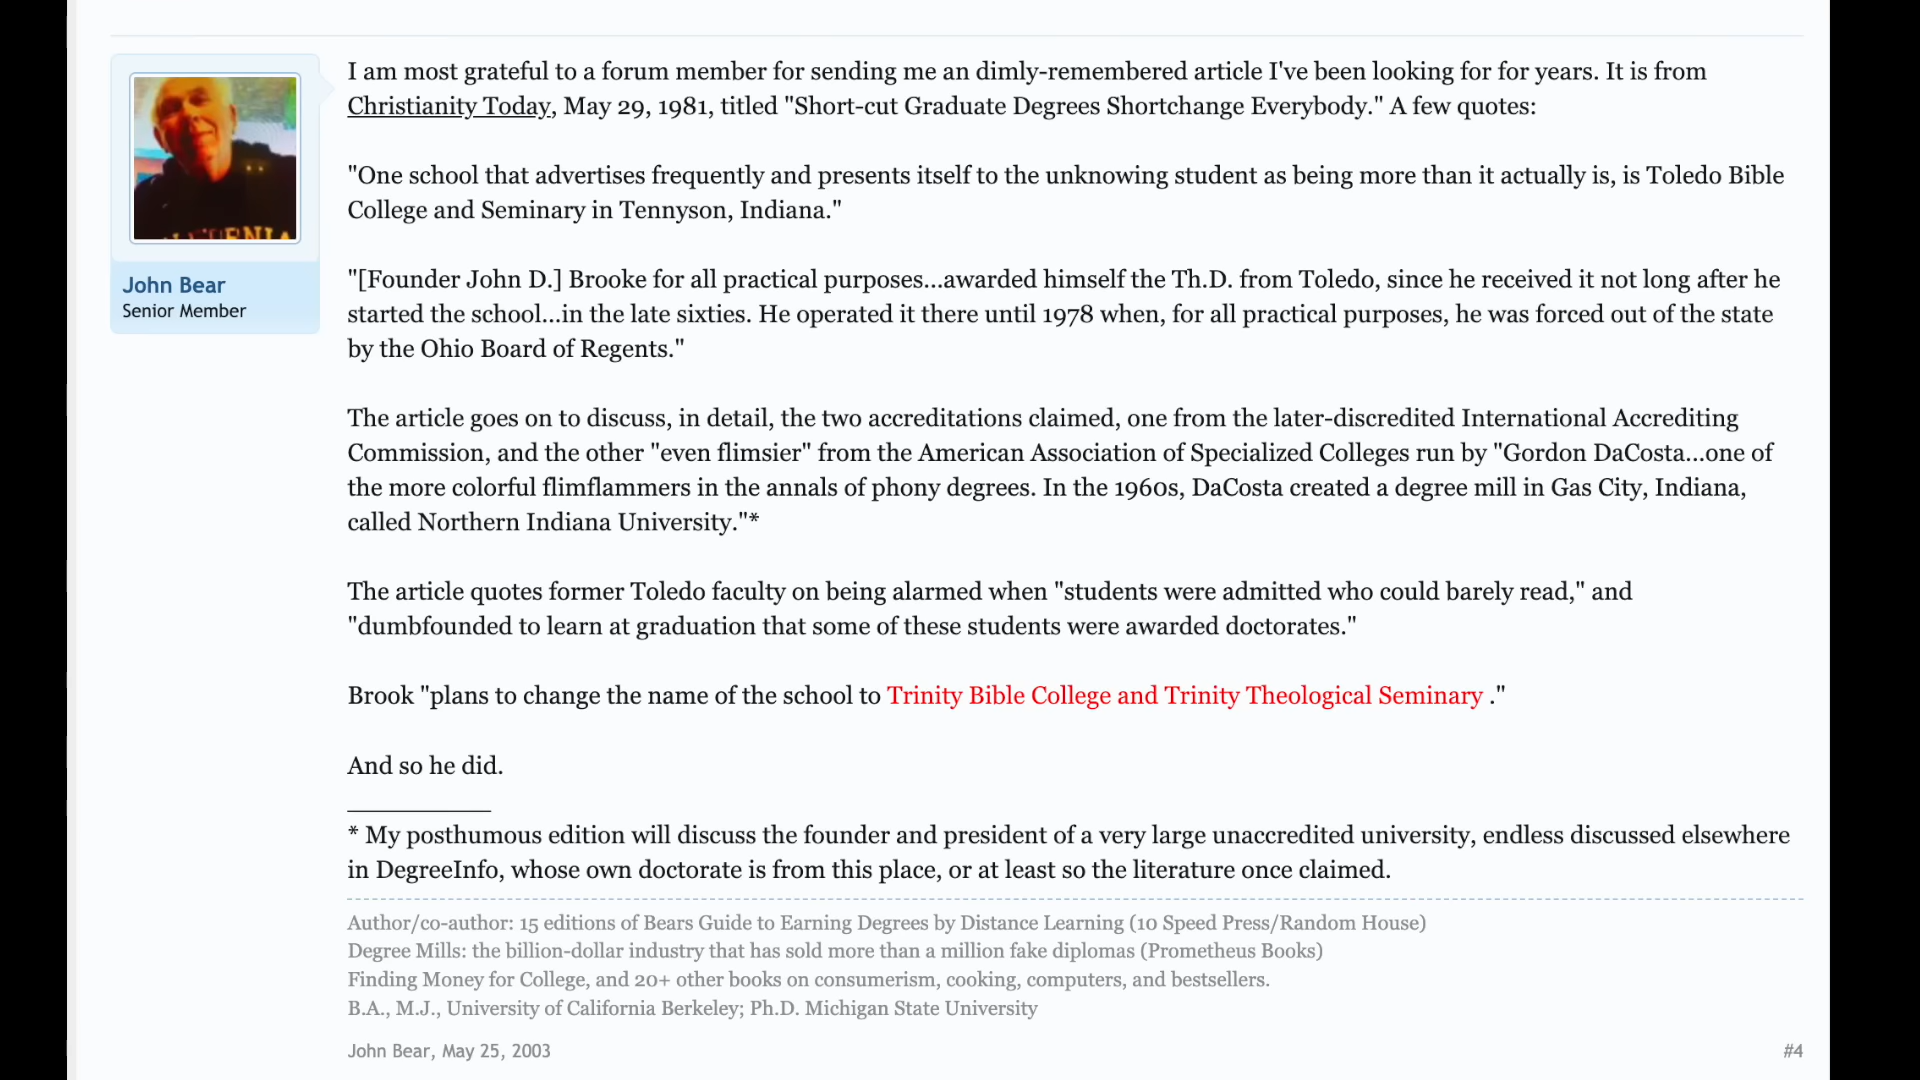 I am most grateful to a forum member for sending me an dimly-remembered article I've been looking for for years. It is from
Christianity Today, May 29, 1981, titled "Short-cut Graduate Degrees Shortchange Everybody." A few quotes:
"One school that advertises frequently and presents itself to the unknowing student as being more than it actually is, is Toledo Bible
College and Seminary in Tennyson, Indiana."
John Bear
Senior Member
"[Founder John D.] Brooke for all practical purposes...awarded himself the Th.D. from Toledo, since he received it not long after he
started the school...in the late sixties. He operated it there until 1978 when, for all practical purposes, he was forced out of the state
by the Ohio Board of Regents."
The article goes on to discuss, in detail, the two accreditations claimed, one from the later-discredited International Accrediting
Commission, and the other "even flimsier" from the American Association of Specialized Colleges run by "Gordon DaCosta...one of
the more colorful flimflammers in the annals of phony degrees. In the 1960s, DaCosta created a degree mill in Gas City, Indiana,
called Northern Indiana University."*
The article quotes former Toledo faculty on being alarmed when "students were admitted who could barely read," and
"dumbfounded to learn at graduation that some of these students were awarded doctorates."
Brook "plans to change the name of the school to Trinity Bible College and Trinity Theological Seminary ."
And so he did.
* My posthumous edition will discuss the founder and president of a very large unaccredited university, endless discussed elsewhere
in DegreeInfo, whose own doctorate is from this place, or at least so the literature once claimed.
Author/co-author: 15 editions of Bears Guide to Earning Degrees by Distance Learning (10 Speed Press/Random House)
Degree Mills: the billion-dollar industry that has sold more than a million fake diplomas (Prometheus Books)
Finding Money for College, and 20+ other books on consumerism, cooking, computers, and bestsellers.
B.A., M.J., University of California Berkeley; Ph.D. Michigan State University
John Bear, May 25, 2003
#4